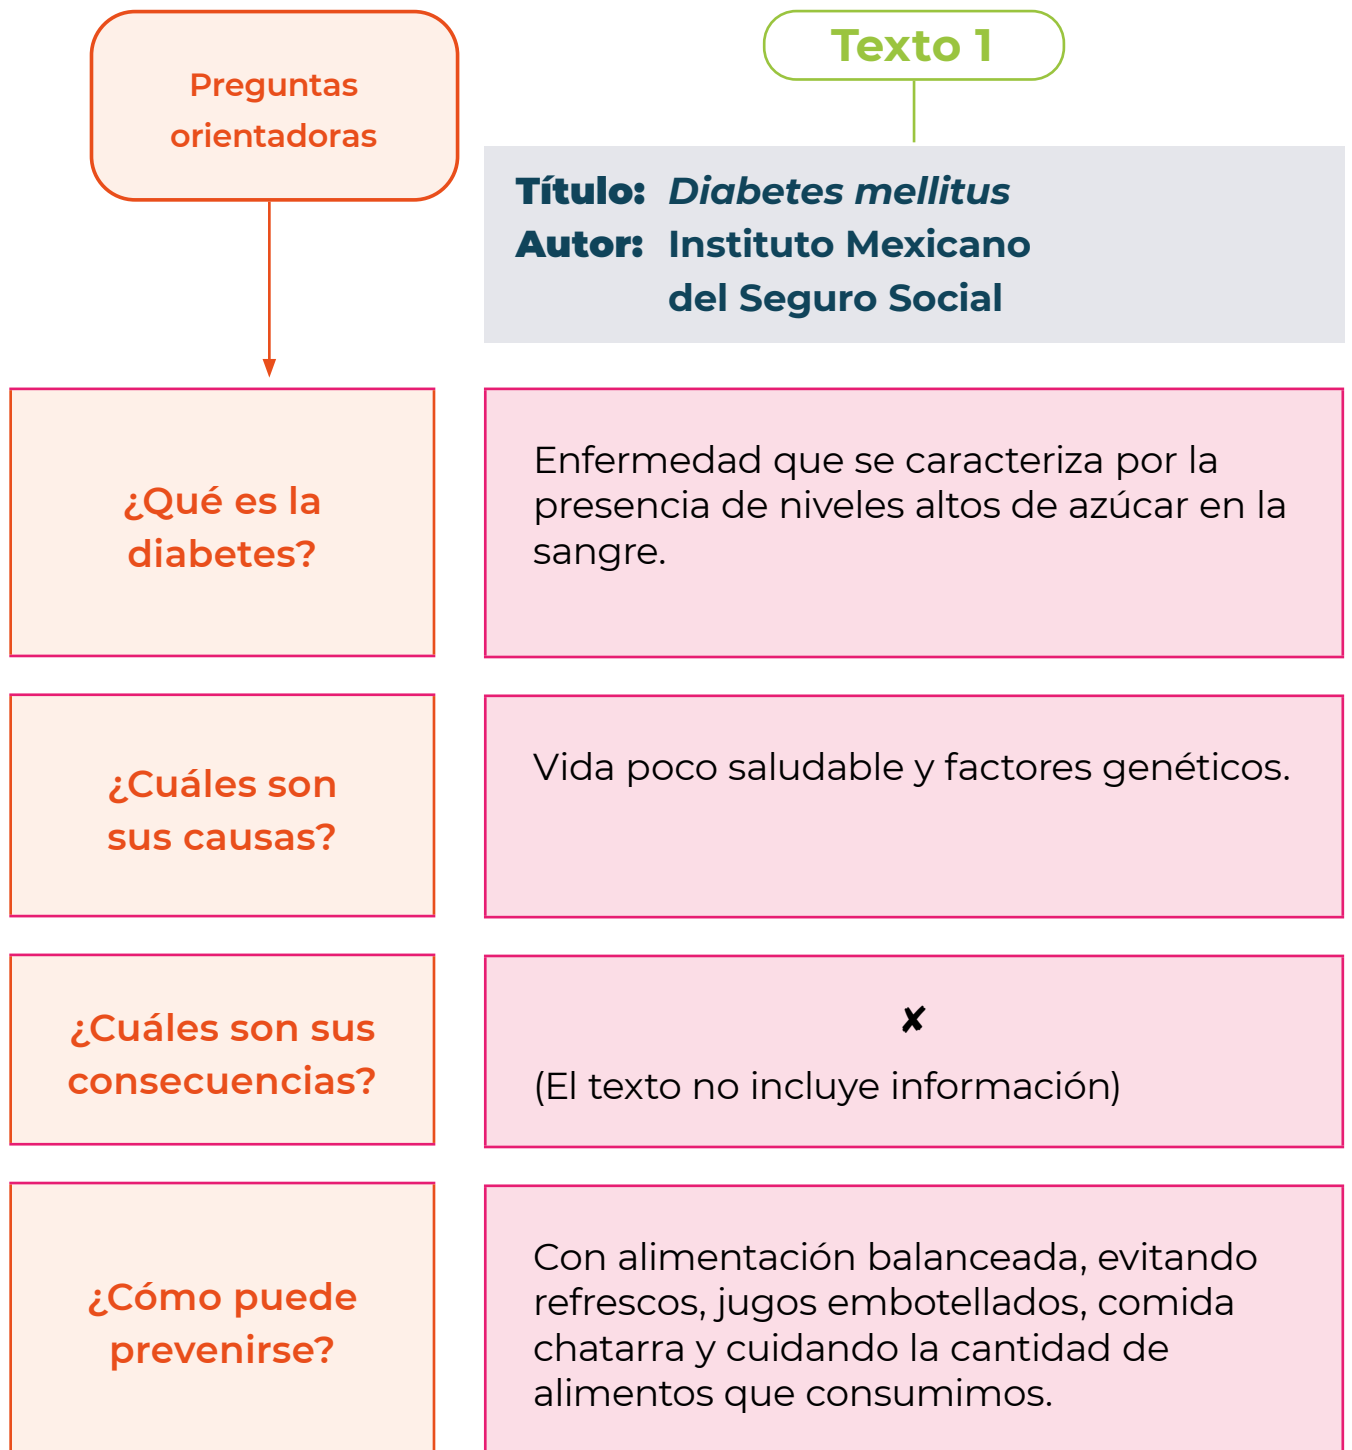 Preguntas
orientadoras
Texto 1
Título: Diabetes mellitus
Autor: Instituto Mexicano
del Seguro Social
¿Qué es la
diabetes?
Enfermedad que se caracteriza por la
presencia de niveles altos de azúcar en la
sangre.
¿Cuáles son
sus causas?
Vida poco saludable y factores genéticos.
¿Cuáles son sus
consecuencias?
✘
(El texto no incluye información)
¿Cómo puede
prevenirse?
Con alimentación balanceada, evitando
refrescos, jugos embotellados, comida
chatarra y cuidando la cantidad de
alimentos que consumimos.